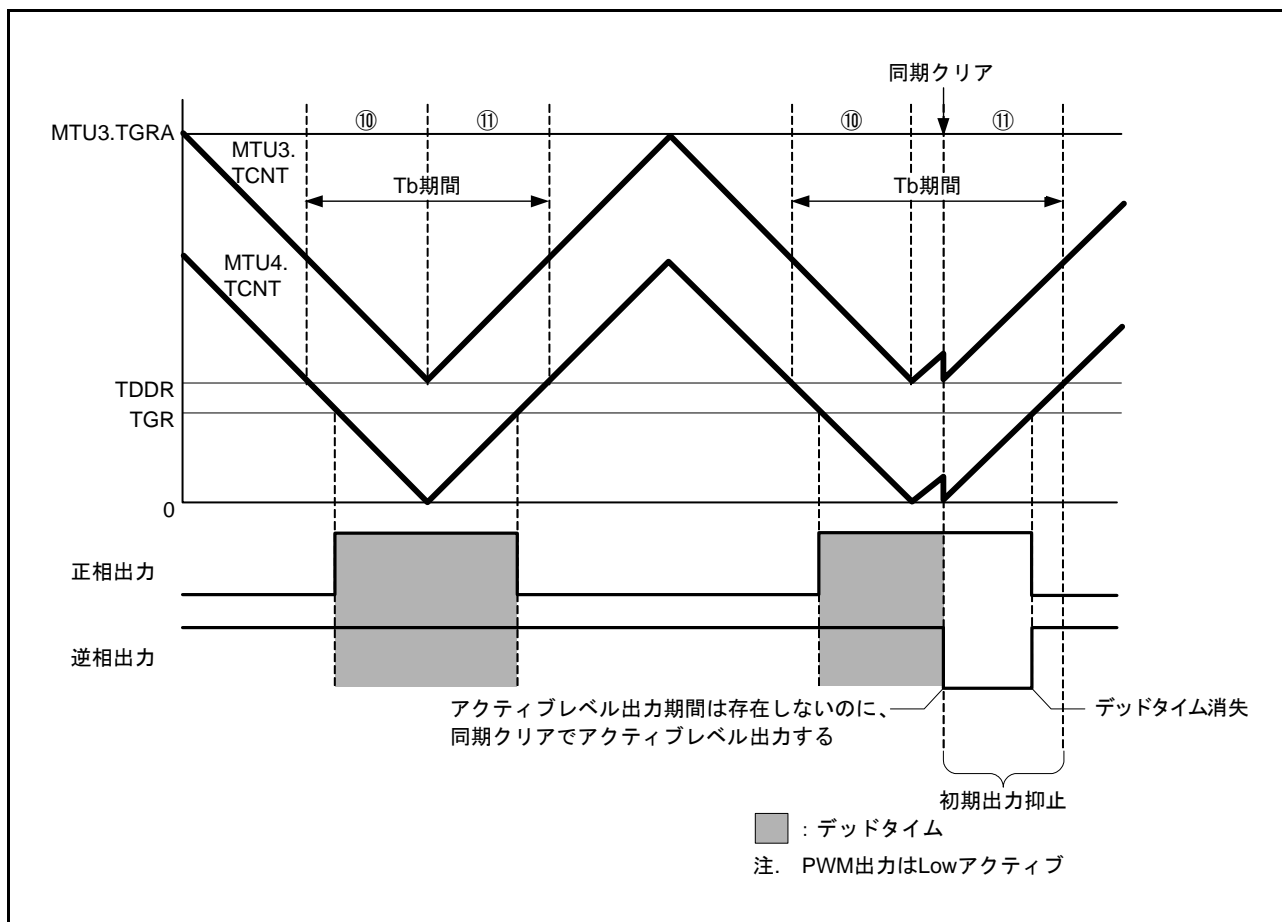 同期クリア
MTU3.TGRA
⑩
⑪
⑩
⑪
MTU3.
TCNT
Tb期間
Tb期間
MTU4.
TCNT
TDDR
TGR
0
正相出力
逆相出力
アクティブレベル出力期間は存在しないのに、
同期クリアでアクティブレベル出力する
デッドタイム消失
初期出力抑止
: デッドタイム
注. PWM出力はLowアクティブ